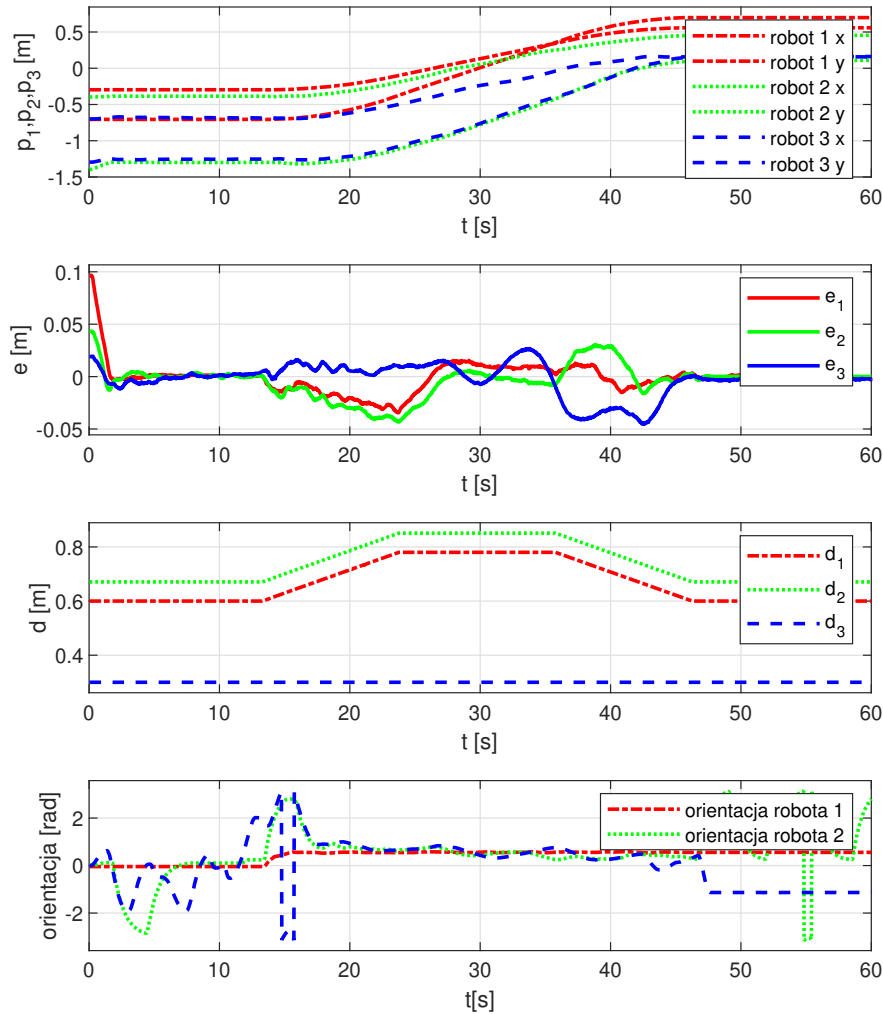 p1,p2,p3 [m]
0.5
0
-0.5
-1
-1.5
robot 1 x
robot 1 y
robot 2 x
robot 2 y
robot 3 x
robot 3 y
0 10 20 30 40 50 60
t [s]
e [m]
0.1
0.05
0
-0.05
e1
e2
e3
0 10 20 30 40 50 60
t [s]
d [m]
0.8
0.6
0.4
d1
d2
d3
0 10 20 30 40 50 60
t [s]
orientacja [rad]
2
0
-2
orientacja robota 1
orientacja robota 2
0 10 20 30 40 50 60
t[s]